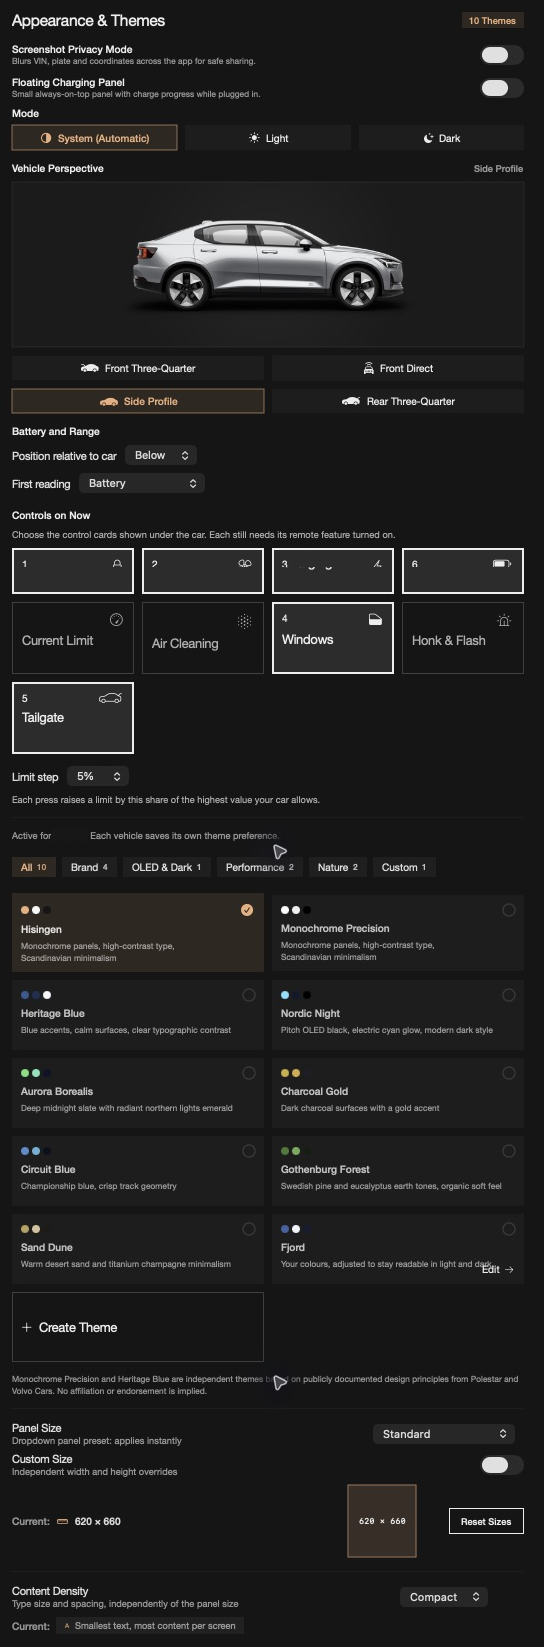 Appearance & Themes
10 Themes
Screenshot Privacy Mode
Blurs VIN, plate and coordinates across the app for safe sharing.
Floating Charging Panel
Small always-on-top panel with charge progress while plugged in.
Mode
System (Automatic)
Light
Dark
Vehicle Perspective
Side Profile
Front Three-Quarter
Front Direct
Side Profile
Rear Three-Quarter
Battery and Range
Position relative to car
Below
First reading
Battery
Controls on Now
Choose the control cards shown under the car. Each still needs its remote feature turned on.
1
2
3
6
Current Limit
Air Cleaning
4
Windows
Honk & Flash
5
Tailgate
Limit step
5%
Each press raises a limit by this share of the highest value your car allows.
Active for
Each vehicle saves its own theme preference.
All 10
Brand 4
OLED & Dark 1
Performance 2
Nature 2
Custom 1
Hisingen
Monochrome panels, high-contrast type,
Scandinavian minimalism
Monochrome Precision
Monochrome panels, high-contrast type,
Scandinavian minimalism
Heritage Blue
Blue accents, calm surfaces, clear typographic contrast
Nordic Night
Pitch OLED black, electric cyan glow, modern dark style
Aurora Borealis
Deep midnight slate with radiant northern lights emerald
Charcoal Gold
Dark charcoal surfaces with a gold accent
Circuit Blue
Championship blue, crisp track geometry
Gothenburg Forest
Swedish pine and eucalyptus earth tones, organic soft feel
Sand Dune
Warm desert sand and titanium champagne minimalism
Fjord
Your colours, adjusted to stay readable in light and dark.
Edit →
+ Create Theme
Monochrome Precision and Heritage Blue are independent themes based on publicly documented design principles from Polestar and
Volvo Cars. No affiliation or endorsement is implied.
Panel Size
Dropdown panel preset: applies instantly
Standard
Custom Size
Independent width and height overrides
Current:
620 × 660
620 × 660
Reset Sizes
Content Density
Type size and spacing, independently of the panel size
Compact
Current:
A Smallest text, most content per screen